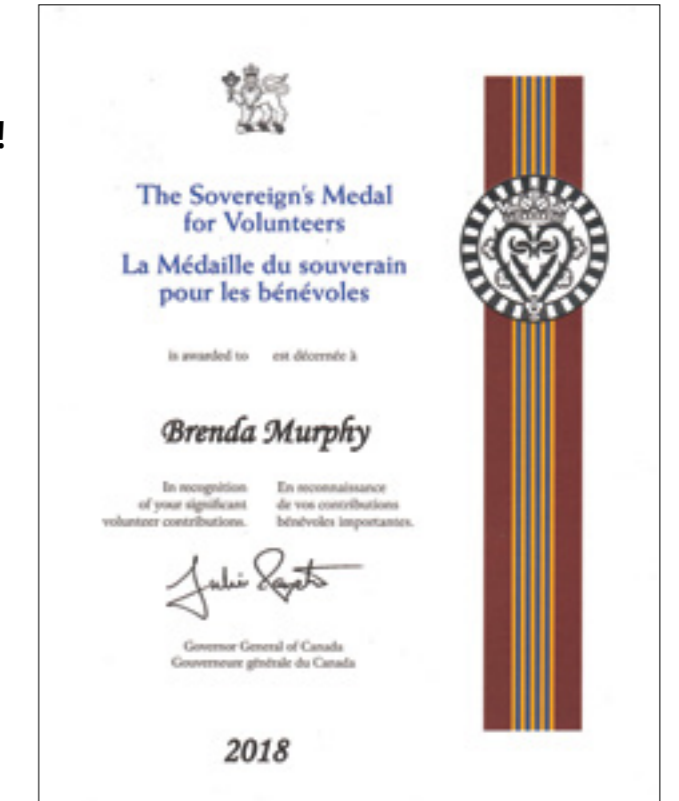 !
The Sovereign's Medal
for Volunteers
La Médaille du souverain
pour les bénévoles
is awarded to est décernée à
Brenda Murphy
In recognition
of your significant
volunteer contributions.
En reconnaissance
de vos contributions
bénévoles importantes.
Julie Payette
Governor General of Canada
Gouverneure générale du Canada
2018